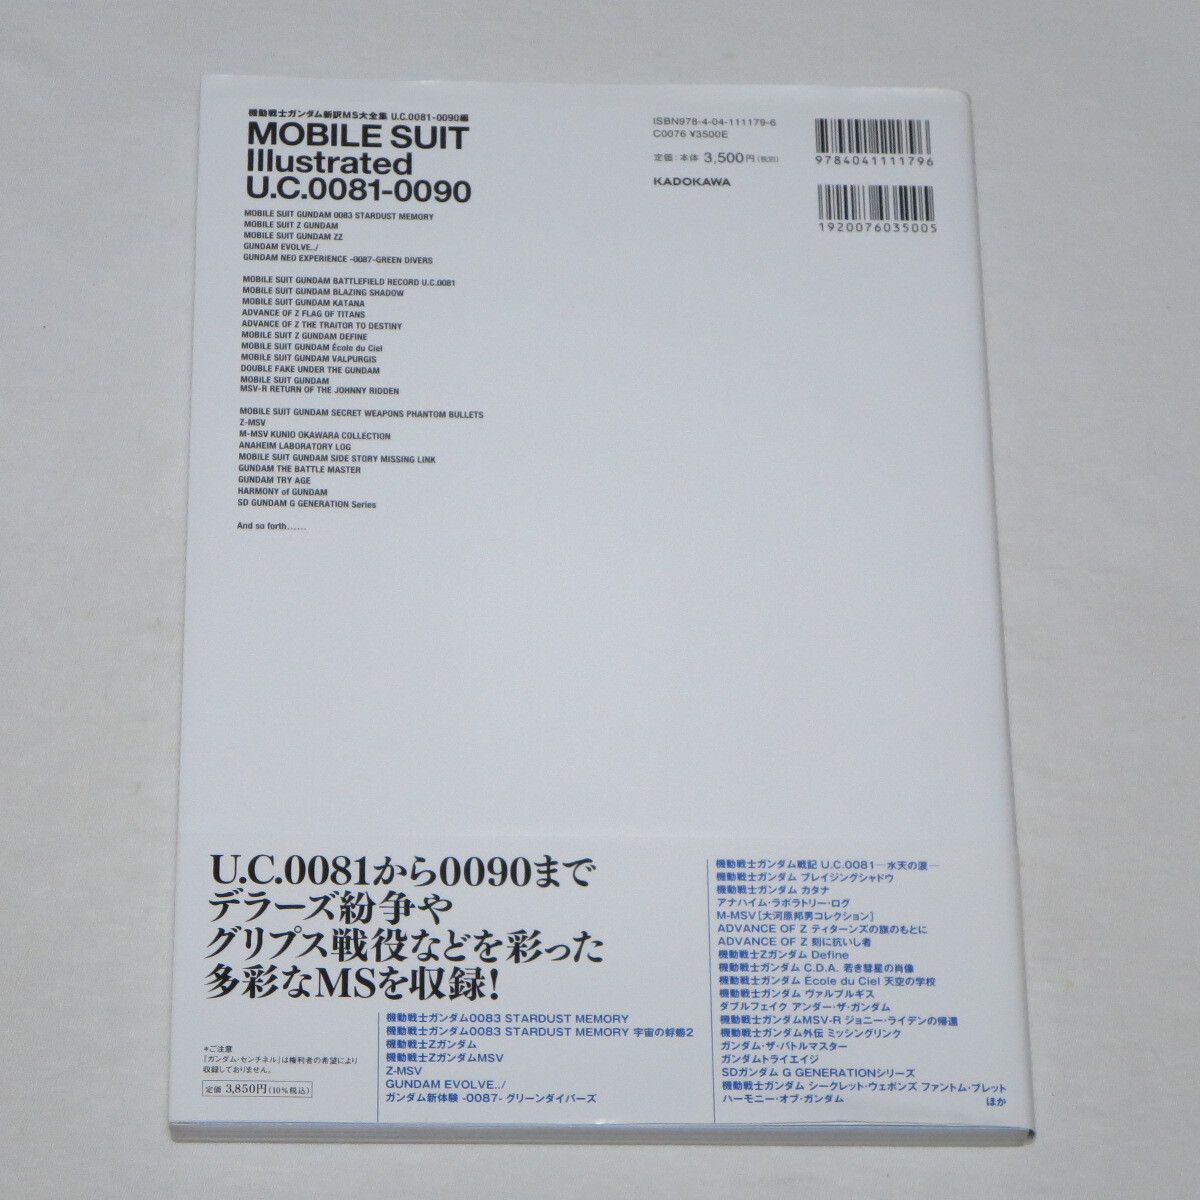 機動戦士ガンダム新訳MS大全集 U.C.0081-0090編
MOBILE SUIT
Illustrated
U.C.0081-0090
MOBILE SUIT GUNDAM 0083 STARDUST MEMORY
MOBILE SUIT Z GUNDAM
MOBILE SUIT GUNDAM ZZ
GUNDAM EVOLVE../
GUNDAM NEO EXPERIENCE -0087-GREEN DIVERS
MOBILE SUIT GUNDAM BATTLEFIELD RECORD U.C.0081
MOBILE SUIT GUNDAM BLAZING SHADOW
MOBILE SUIT GUNDAM KATANA
ADVANCE OF Z FLAG OF TITANS
ADVANCE OF Z THE TRAITOR TO DESTINY
MOBILE SUIT Z GUNDAM DEFINE
MOBILE SUIT GUNDAM École du Ciel
MOBILE SUIT GUNDAM VALPURGIS
DOUBLE FAKE UNDER THE GUNDAM
MOBILE SUIT GUNDAM
MSV-R RETURN OF THE JOHNNY RIDDEN
MOBILE SUIT GUNDAM SECRET WEAPONS PHANTOM BULLETS
Z-MSV
M-MSV KUNIO OKAWARA COLLECTION
ANAHEIM LABORATORY LOG
MOBILE SUIT GUNDAM SIDE STORY MISSING LINK
GUNDAM THE BATTLE MASTER
GUNDAM TRY AGE
HARMONY of GUNDAM
SD GUNDAM G GENERATION Series
And so forth......
ISBN978-4-04-111179-6
C0076 ¥3500E
定価:本体 3,500円(税別)
KADOKAWA
9784041111796
1920076035005
U.C.0081から0090まで
デラーズ紛争や
グリプス戦役などを彩った
多彩なMSを収録!
*ご注意
「ガンダム・センチネル」は権利者の希望により
収録しておりません。
定価 3,850円(10%税込)
機動戦士ガンダム0083 STARDUST MEMORY
機動戦士ガンダム0083 STARDUST MEMORY 宇宙の蜉蝣2
機動戦士Zガンダム
機動戦士ZガンダムMSV
Z-MSV
GUNDAM EVOLVE../
ガンダム新体験 -0087- グリーンダイバーズ
機動戦士ガンダム戦記 U.C.0081―水天の涙―
機動戦士ガンダム ブレイジングシャドウ
機動戦士ガンダム カタナ
アナハイム・ラボラトリー・ログ
M-MSV[大河原邦男コレクション]
ADVANCE OF Z ティターンズの旗のもとに
ADVANCE OF Z 刻に抗いし者
機動戦士Zガンダム Define
機動戦士ガンダム C.D.A. 若き彗星の肖像
機動戦士ガンダム École du Ciel 天空の学校
機動戦士ガンダム ヴァルプルギス
ダブルフェイク アンダー・ザ・ガンダム
機動戦士ガンダムMSV-R ジョニー・ライデンの帰還
機動戦士ガンダム外伝 ミッシングリンク
ガンダム・ザ・バトルマスター
ガンダムトライエイジ
SDガンダム G GENERATIONシリーズ
機動戦士ガンダム シークレット・ウェポンズ ファントム・ブレット
ハーモニー・オブ・ガンダム ほか